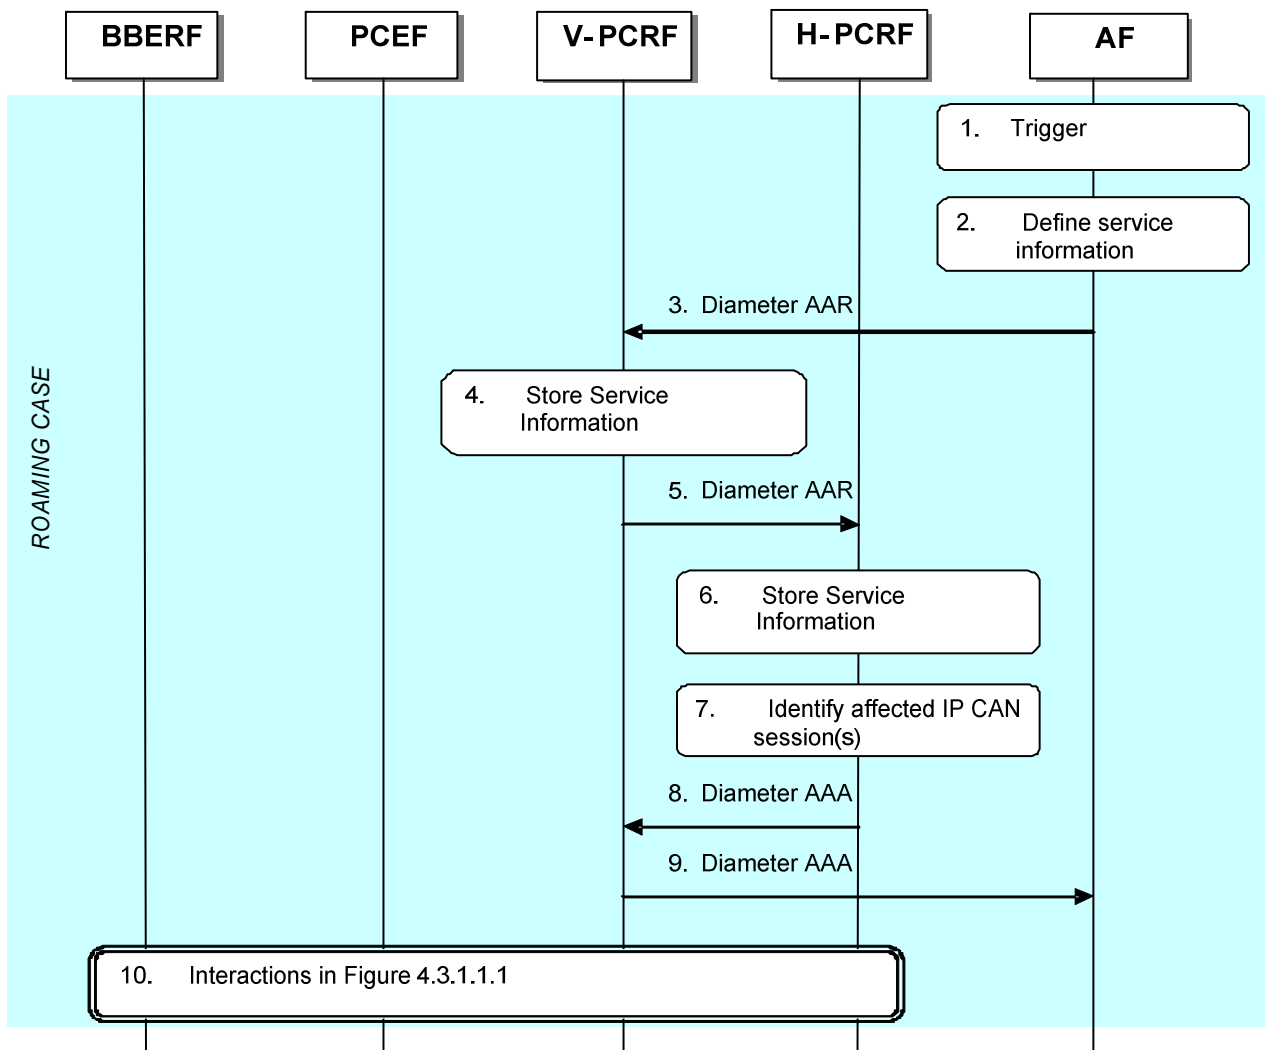 BBERF
PCEF
V-PCRF
H-PCRF
AF
1. Trigger
2. Define service
information
3. Diameter AAR
4. Store Service
Information
5. Diameter AAR
6. Store Service
Information
7. Identify affected IP CAN
session(s)
8. Diameter AAA
9. Diameter AAA
10. Interactions in Figure 4.3.1.1.1
ROAMING CASE